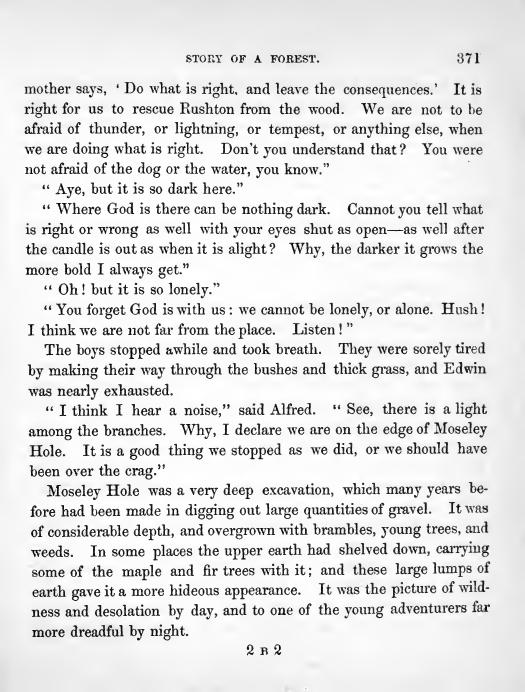 STORY OF A FOREST. 371
mother says, ‘ Do what is right, and leave the consequences.’ It is
right for us to rescue Rushton from the wood. We are not to be
afraid of thunder, or lightning, or tempest, or anything else, when
we are doing what is right. Don’t you understand that? You were
not afraid of the dog or the water, you know.”
“ Aye, but it is so dark here.”
“ Where God is there can be nothing dark. Cannot you tell what
is right or wrong as well with your eyes shut as open—as well after
the candle is out as when it is alight? Why, the darker it grows the
more bold I always get.”
“ Oh! but it is so lonely.”
“ You forget God is with us : we cannot be lonely, or alone. Hush!
I think we are not far from the place. Listen! ”
The boys stopped awhile and took breath. They were sorely tired
by making their way through the bushes and thick grass, and Edwin
was nearly exhausted.
“ I think I hear a noise,” said Alfred. “ See, there is a light
among the branches. Why, I declare we are on the edge of Moseley
Hole. It is a good thing we stopped as we did, or we should have
been over the crag.”
Moseley Hole was a very deep excavation, which many years be-
fore had been made in digging out large quantities of gravel. It was
of considerable depth, and overgrown with brambles, young trees, and
weeds. In some places the upper earth had shelved down, carrying
some of the maple and fir trees with it; and these large lumps of
earth gave it a more hideous appearance. It was the picture of wild-
ness and desolation by day, and to one of the young adventurers far
more dreadful by night.
2 B 2